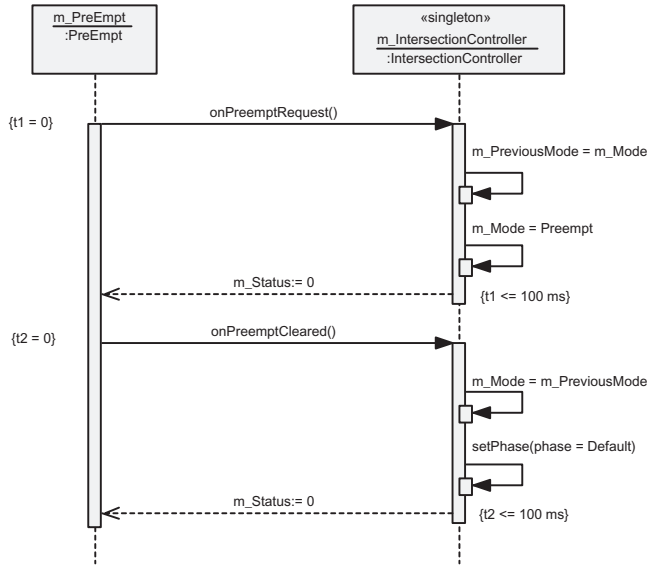 m_PreEmpt
:PreEmpt
«singleton»
m_IntersectionController
:IntersectionController
{t1 = 0}
onPreemptRequest()
m_PreviousMode = m_Mode
m_Mode = Preempt
m_Status:= 0
{t1 <= 100 ms}
{t2 = 0}
onPreemptCleared()
m_Mode = m_PreviousMode
setPhase(phase = Default)
m_Status:= 0
{t2 <= 100 ms}